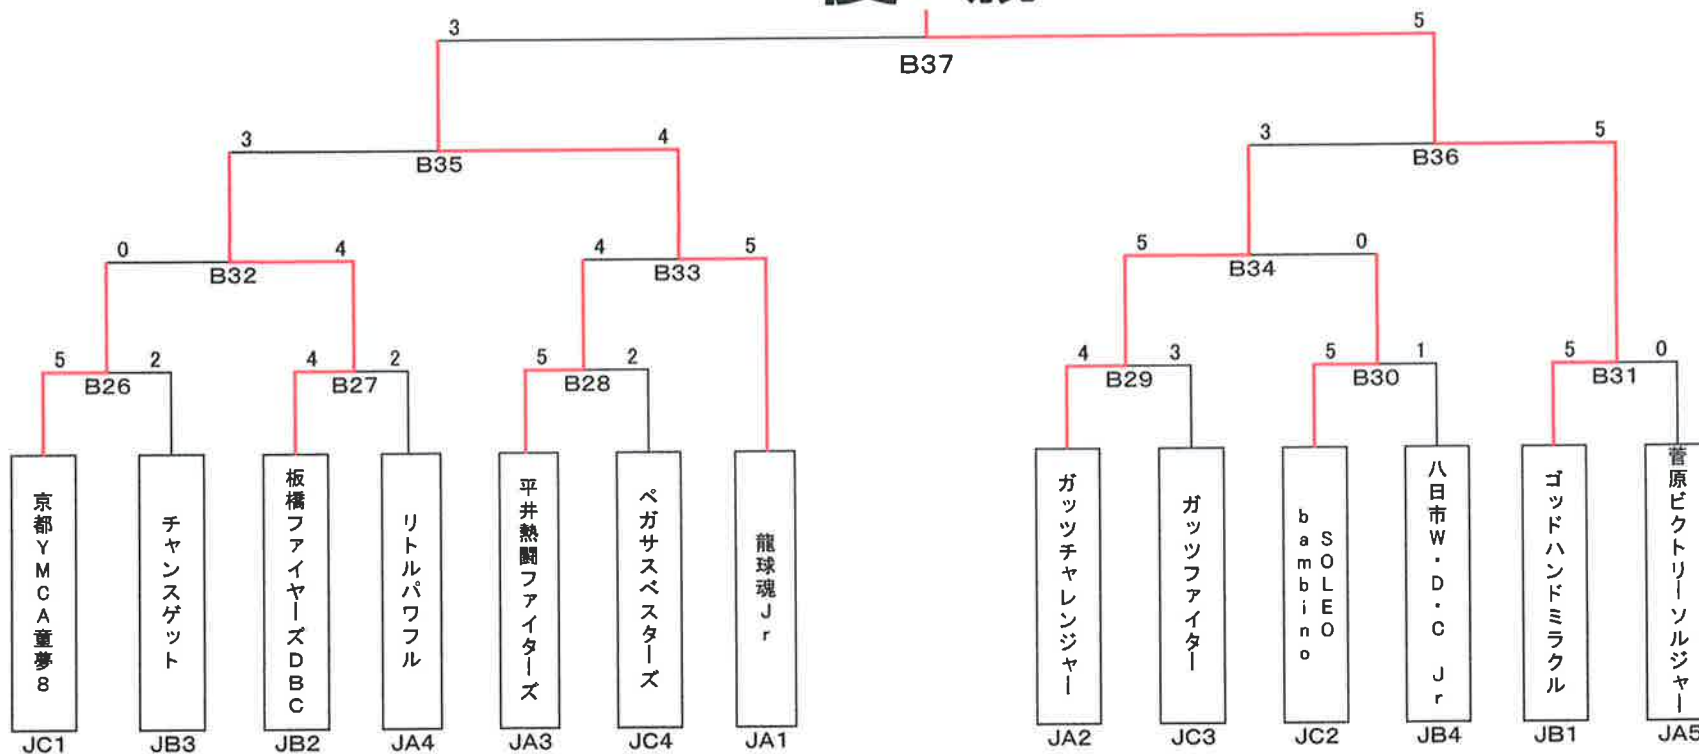 3
5
B37
3
4
3
5
B35
B36
0
4
4
5
5
0
B32
B33
B34
5
2
4
2
5
2
4
3
5
1
5
0
B26
B27
B28
B29
B30
B31
京都YMCA童夢8
チャンスゲット
板橋ファイヤーズDBC
リトルパワフル
平井熱闘ファイターズ
ペガサスベスターズ
龍球魂Jr
ガッツチャレンジャー
ガッツファイター
SOLEO
bambino
八日市W・D・C Jr
ゴッドハンドミラクル
菅原ビクトリーソルジャー
JC1
JB3
JB2
JA4
JA3
JC4
JA1
JA2
JC3
JC2
JB4
JB1
JA5